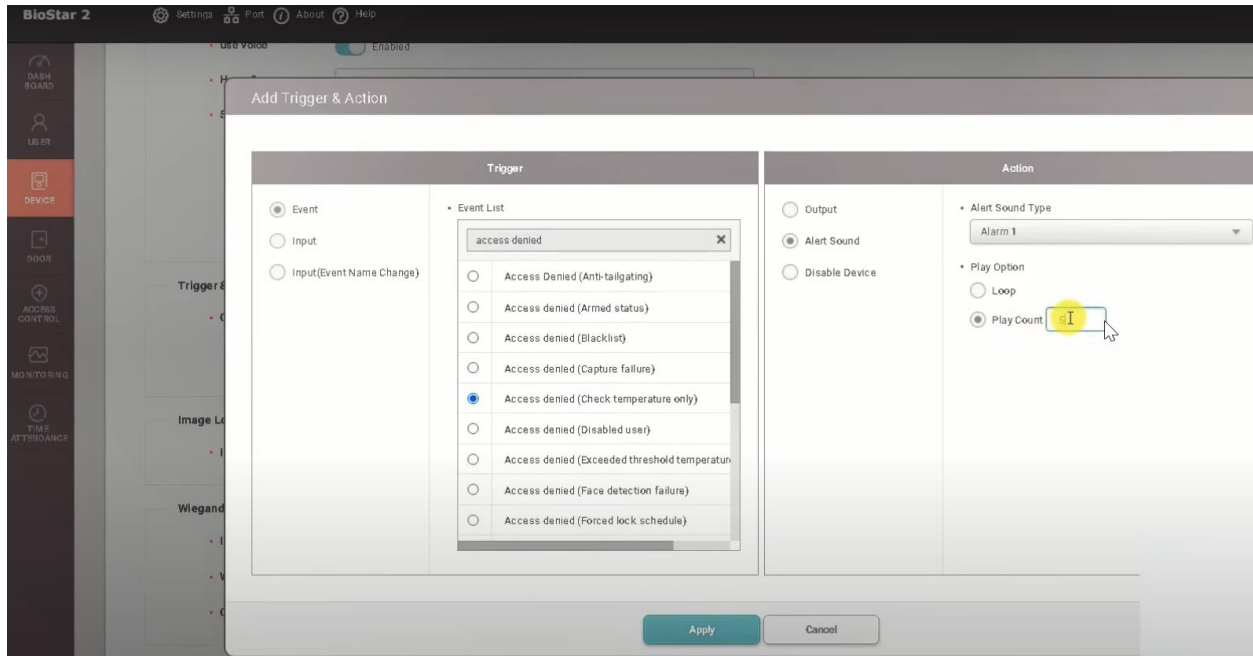 BioStar 2
Settings Port About Help
DASH
BOARD
USER
DEVICE
DOOR
ACCESS
CONTROL
MONITORING
TIME
ATTENDANCE
Use Voice Enabled
Add Trigger & Action
Trigger
Event
Input
Input(Event Name Change)
Event List
access denied
Access Denied (Anti-tailgating)
Access denied (Armed status)
Access denied (Blacklist)
Access denied (Capture failure)
Access denied (Check temperature only)
Access denied (Disabled user)
Access denied (Exceeded threshold temperatur
Access denied (Face detection failure)
Access denied (Forced lock schedule)
Action
Output
Alert Sound
Disable Device
Alert Sound Type
Alarm 1
Play Option
Loop
Play Count
Trigger &
Image Lo
Wiegand
Apply Cancel